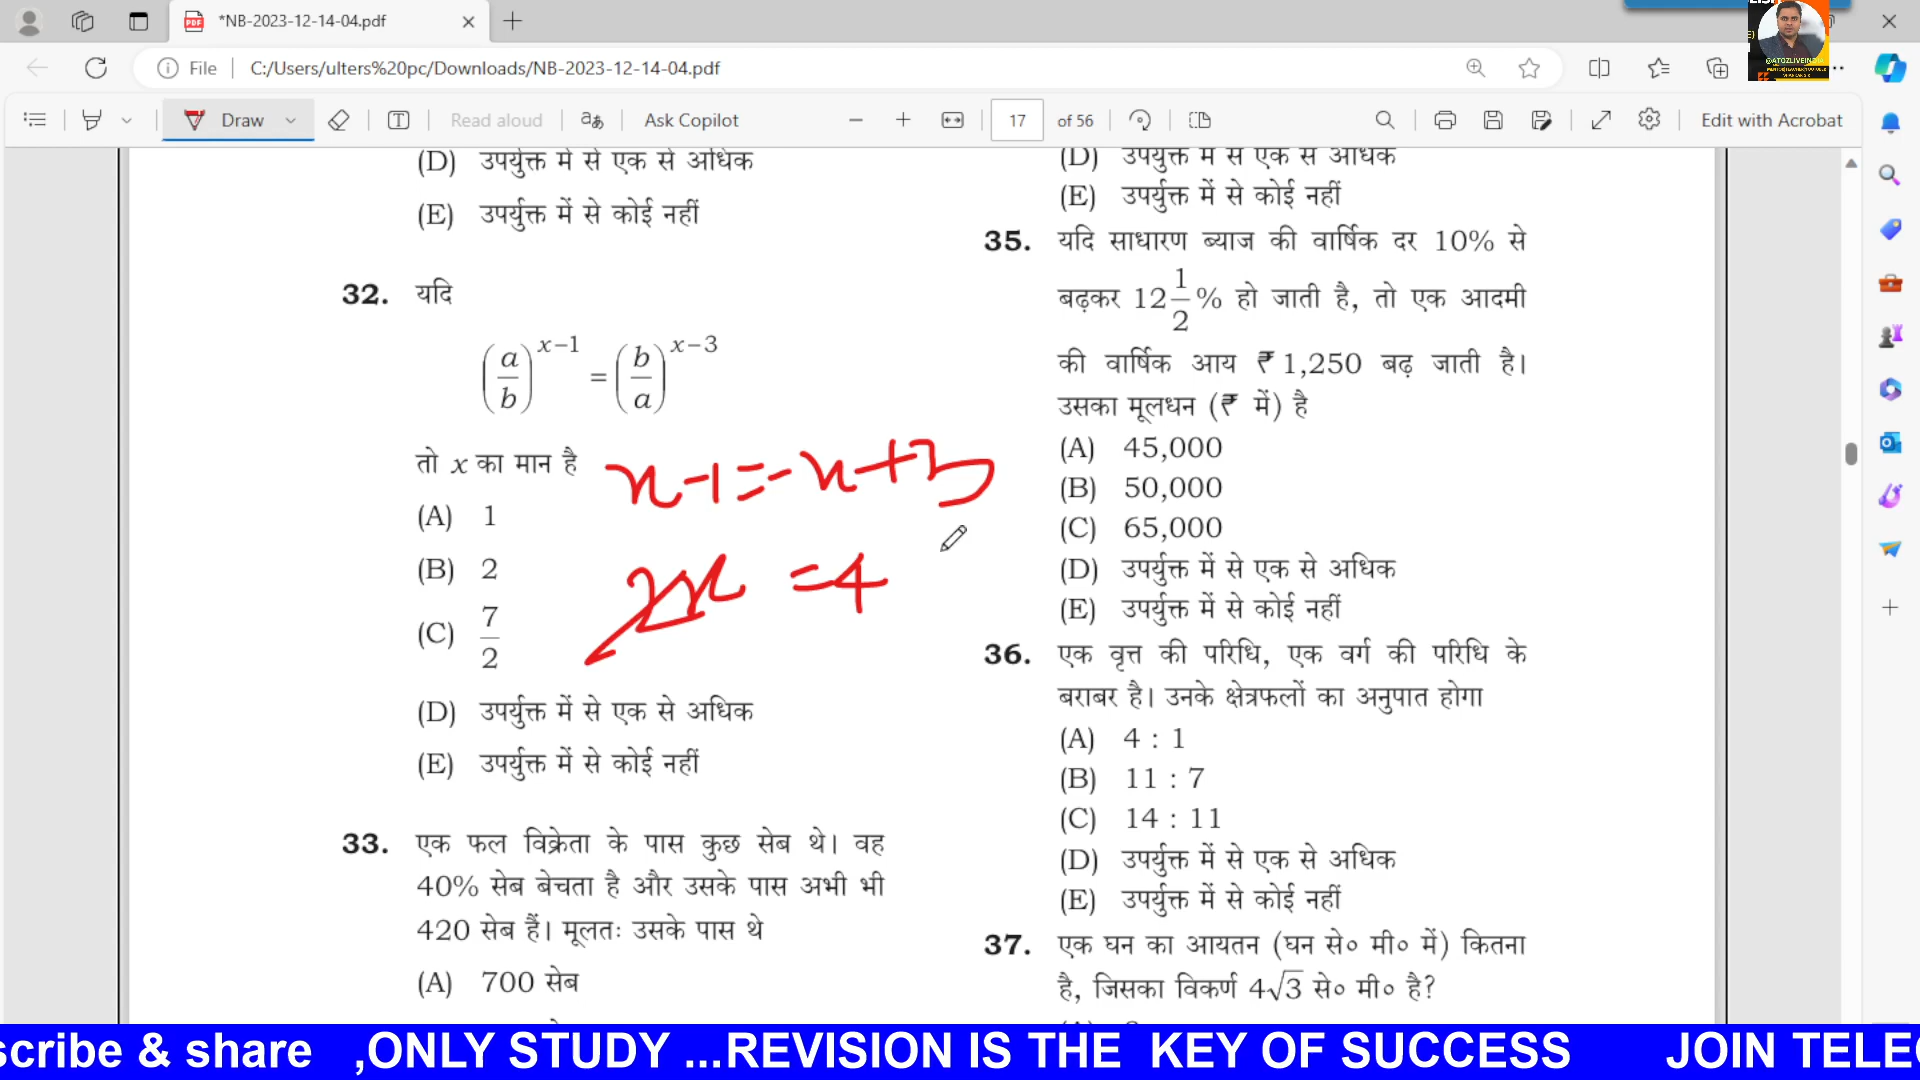 *NB-2023-12-14-04.pdf
File C:/Users/ulters%20pc/Downloads/NB-2023-12-14-04.pdf
@ATOZLIVEINDIA
Draw Read aloud Ask Copilot 17 of 56 Edit with Acrobat
(D) उपर्युक्त में से एक से अधिक
(E) उपर्युक्त में से कोई नहीं
32. यदि
(a/b)^(x−1) = (b/a)^(x−3)
तो x का मान है
x-1=-x+3
(A) 1
(B) 2
2x =4
(C) 7/2
(D) उपर्युक्त में से एक से अधिक
(E) उपर्युक्त में से कोई नहीं
33. एक फल विक्रेता के पास कुछ सेब थे। वह
40% सेब बेचता है और उसके पास अभी भी
420 सेब हैं। मूलतः उसके पास थे
(A) 700 सेब
(D) उपर्युक्त में से एक से अधिक
(E) उपर्युक्त में से कोई नहीं
35. यदि साधारण ब्याज की वार्षिक दर 10% से
बढ़कर 12 1/2 % हो जाती है, तो एक आदमी
की वार्षिक आय ₹ 1,250 बढ़ जाती है।
उसका मूलधन (₹ में) है
(A) 45,000
(B) 50,000
(C) 65,000
(D) उपर्युक्त में से एक से अधिक
(E) उपर्युक्त में से कोई नहीं
36. एक वृत्त की परिधि, एक वर्ग की परिधि के
बराबर है। उनके क्षेत्रफलों का अनुपात होगा
(A) 4 : 1
(B) 11 : 7
(C) 14 : 11
(D) उपर्युक्त में से एक से अधिक
(E) उपर्युक्त में से कोई नहीं
37. एक घन का आयतन (घन से० मी० में) कितना
है, जिसका विकर्ण 4√3 से० मी० है?
scribe & share ,ONLY STUDY ...REVISION IS THE KEY OF SUCCESS JOIN TELE